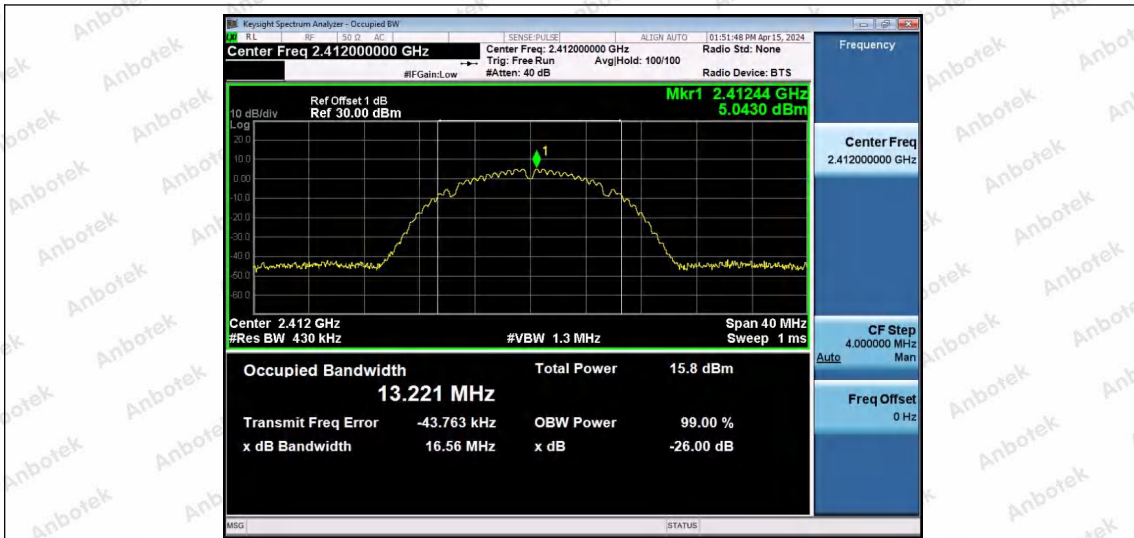 Keysight Spectrum Analyzer - Occupied BW
RL RF 50 Ω AC SENSE:PULSE ALIGN AUTO 01:51:48 PM Apr 15, 2024
Center Freq 2.412000000 GHz
Center Freq: 2.412000000 GHz
Radio Std: None
Trig: Free Run Avg|Hold: 100/100
#IFGain:Low
#Atten: 40 dB
Radio Device: BTS
Frequency
Mkr1 2.41244 GHz
5.0430 dBm
Ref Offset 1 dB
10 dB/div Ref 30.00 dBm
Log
20.0
10.0
0.00
-10.0
-20.0
-30.0
-40.0
-50.0
-60.0
1
Center 2.412 GHz
Span 40 MHz
#Res BW 430 kHz
#VBW 1.3 MHz
Sweep 1 ms
Center Freq
2.412000000 GHz
CF Step
4.000000 MHz
Auto Man
Freq Offset
0 Hz
Occupied Bandwidth
13.221 MHz
Total Power 15.8 dBm
Transmit Freq Error -43.763 kHz OBW Power 99.00 %
x dB Bandwidth 16.56 MHz x dB -26.00 dB
MSG
STATUS
Anbotek